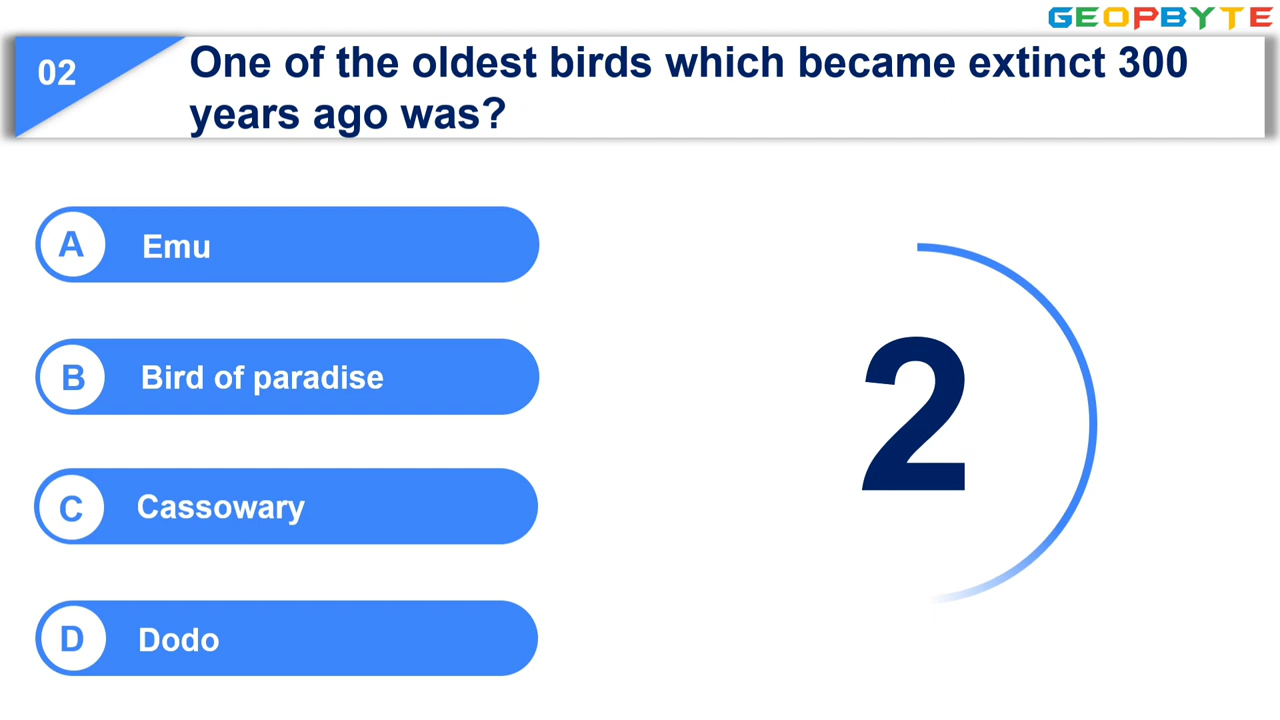 GEOPBYTE
02
One of the oldest birds which became extinct 300
years ago was?
A
Emu
B
Bird of paradise
C
Cassowary
D
Dodo
2